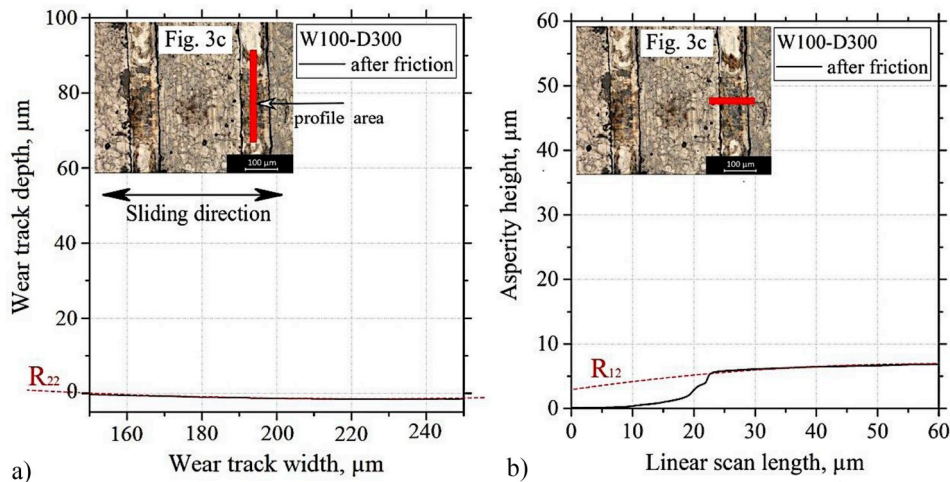 100
80
60
40
20
0
Wear track depth, µm
Fig. 3c
W100-D300
after friction
profile area
100 µm
Sliding direction
R22
160 180 200 220 240
Wear track width, µm
a)
60
50
40
30
20
10
0
Asperity height, µm
Fig. 3c
W100-D300
after friction
100 µm
R12
0 10 20 30 40 50 60
Linear scan length, µm
b)